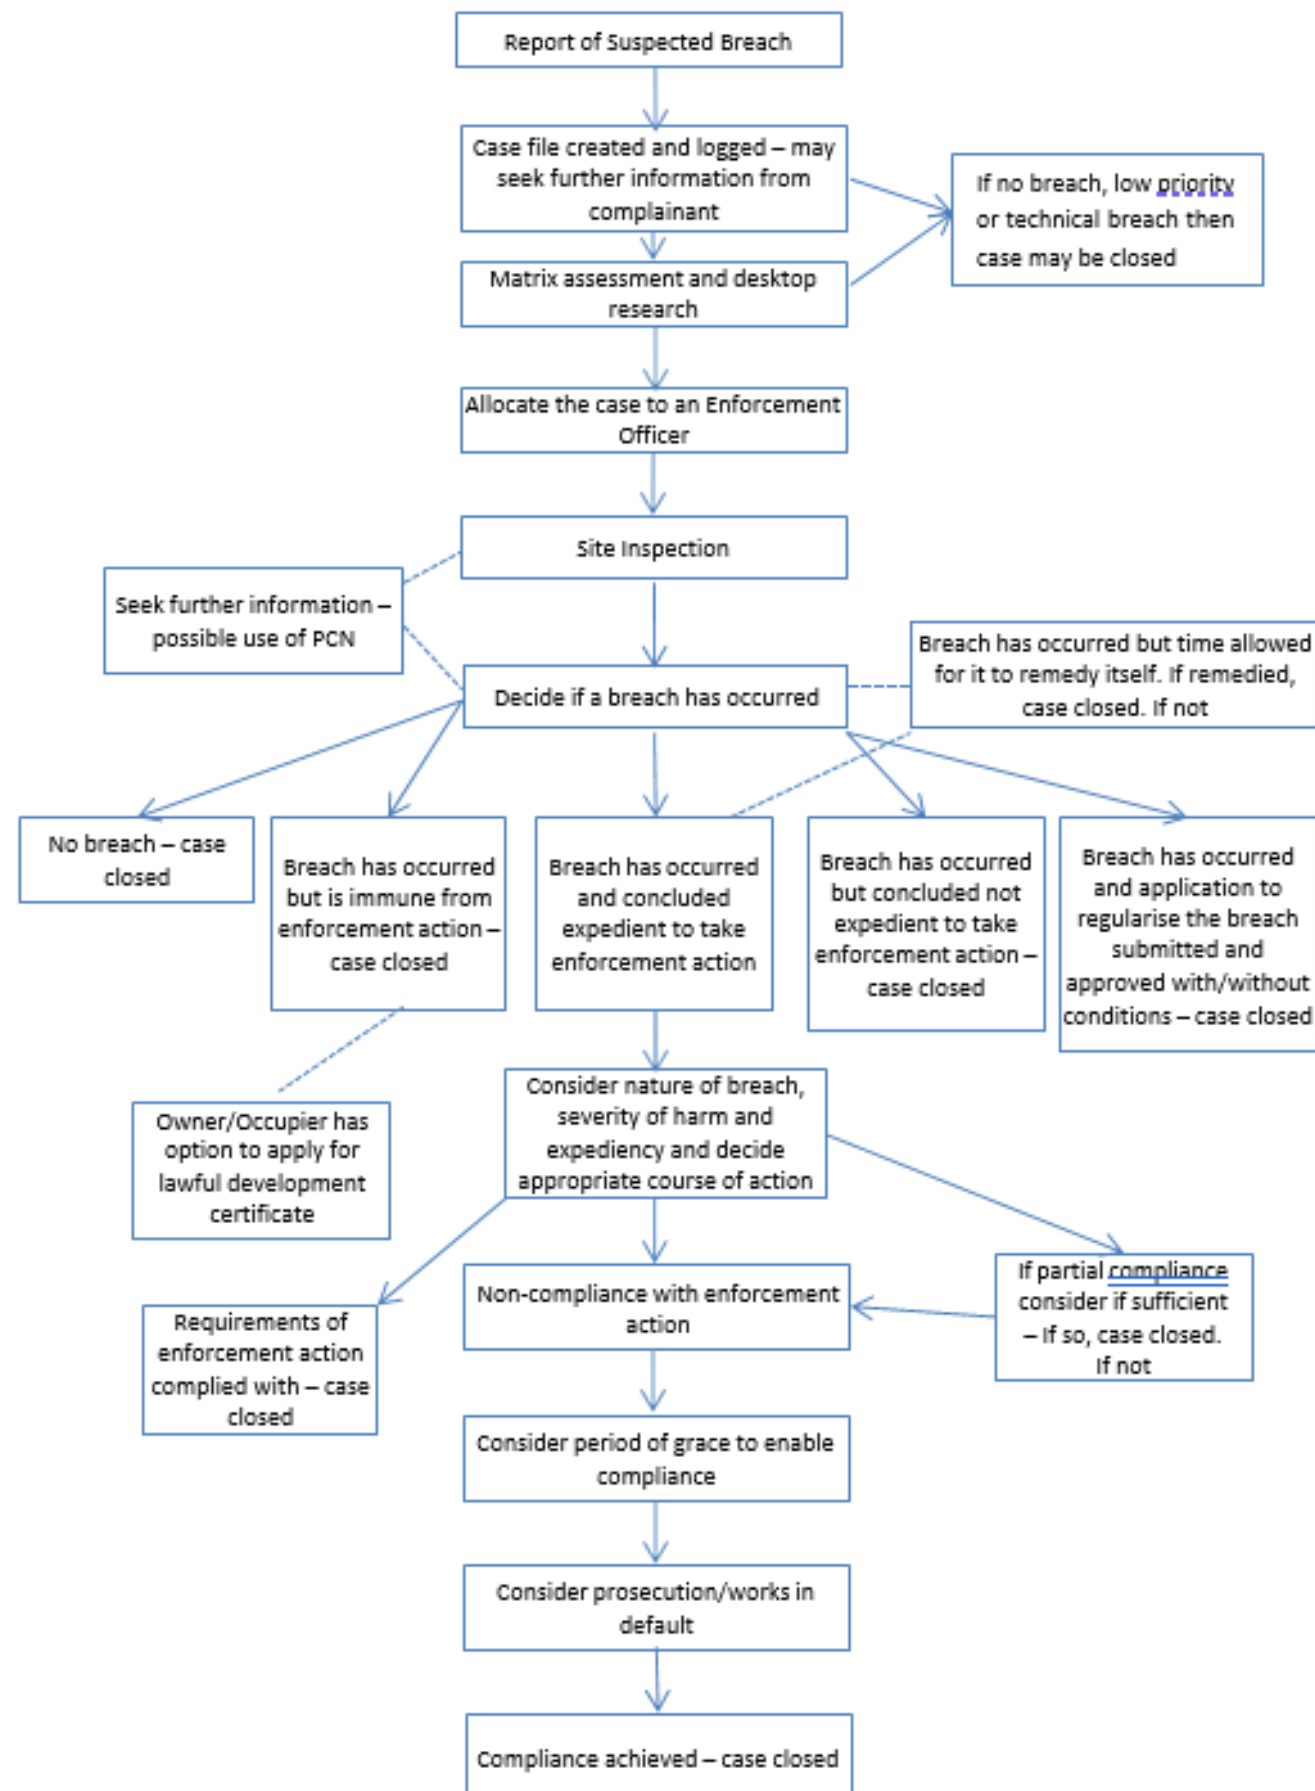 Report of Suspected Breach
Case file created and logged – may
seek further information from
complainant
If no breach, low priority
or technical breach then
case may be closed
Matrix assessment and desktop
research
Allocate the case to an Enforcement
Officer
Site Inspection
Seek further information –
possible use of PCN
Breach has occurred but time allowed
for it to remedy itself. If remedied,
case closed. If not
Decide if a breach has occurred
No breach – case
closed
Breach has occurred
but is immune from
enforcement action –
case closed
Breach has occurred
and concluded
expedient to take
enforcement action
Breach has occurred
but concluded not
expedient to take
enforcement action –
case closed
Breach has occurred
and application to
regularise the breach
submitted and
approved with/without
conditions – case closed
Owner/Occupier has
option to apply for
lawful development
certificate
Consider nature of breach,
severity of harm and
expediency and decide
appropriate course of action
Requirements of
enforcement action
complied with – case
closed
Non-compliance with enforcement
action
If partial compliance
consider if sufficient
– If so, case closed.
If not
Consider period of grace to enable
compliance
Consider prosecution/works in
default
Compliance achieved – case closed